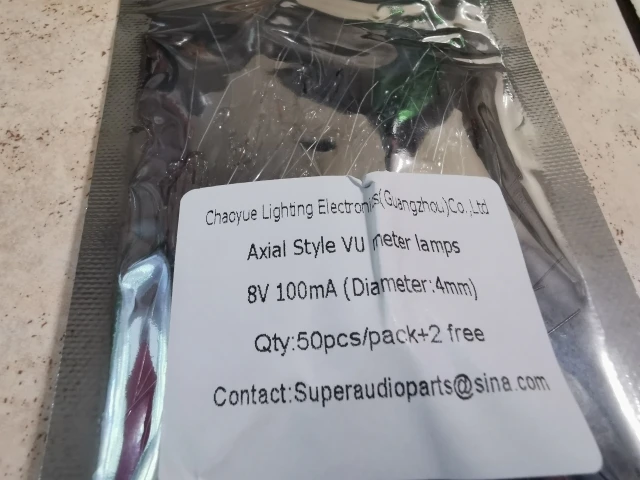 Chaoyue Lighting Electronics(Guangzhou)Co.,Ltd
Axial Style VU meter lamps
8V 100mA (Diameter:4mm)
Qty:50pcs/pack+2 free
Contact:Superaudioparts@sina.com